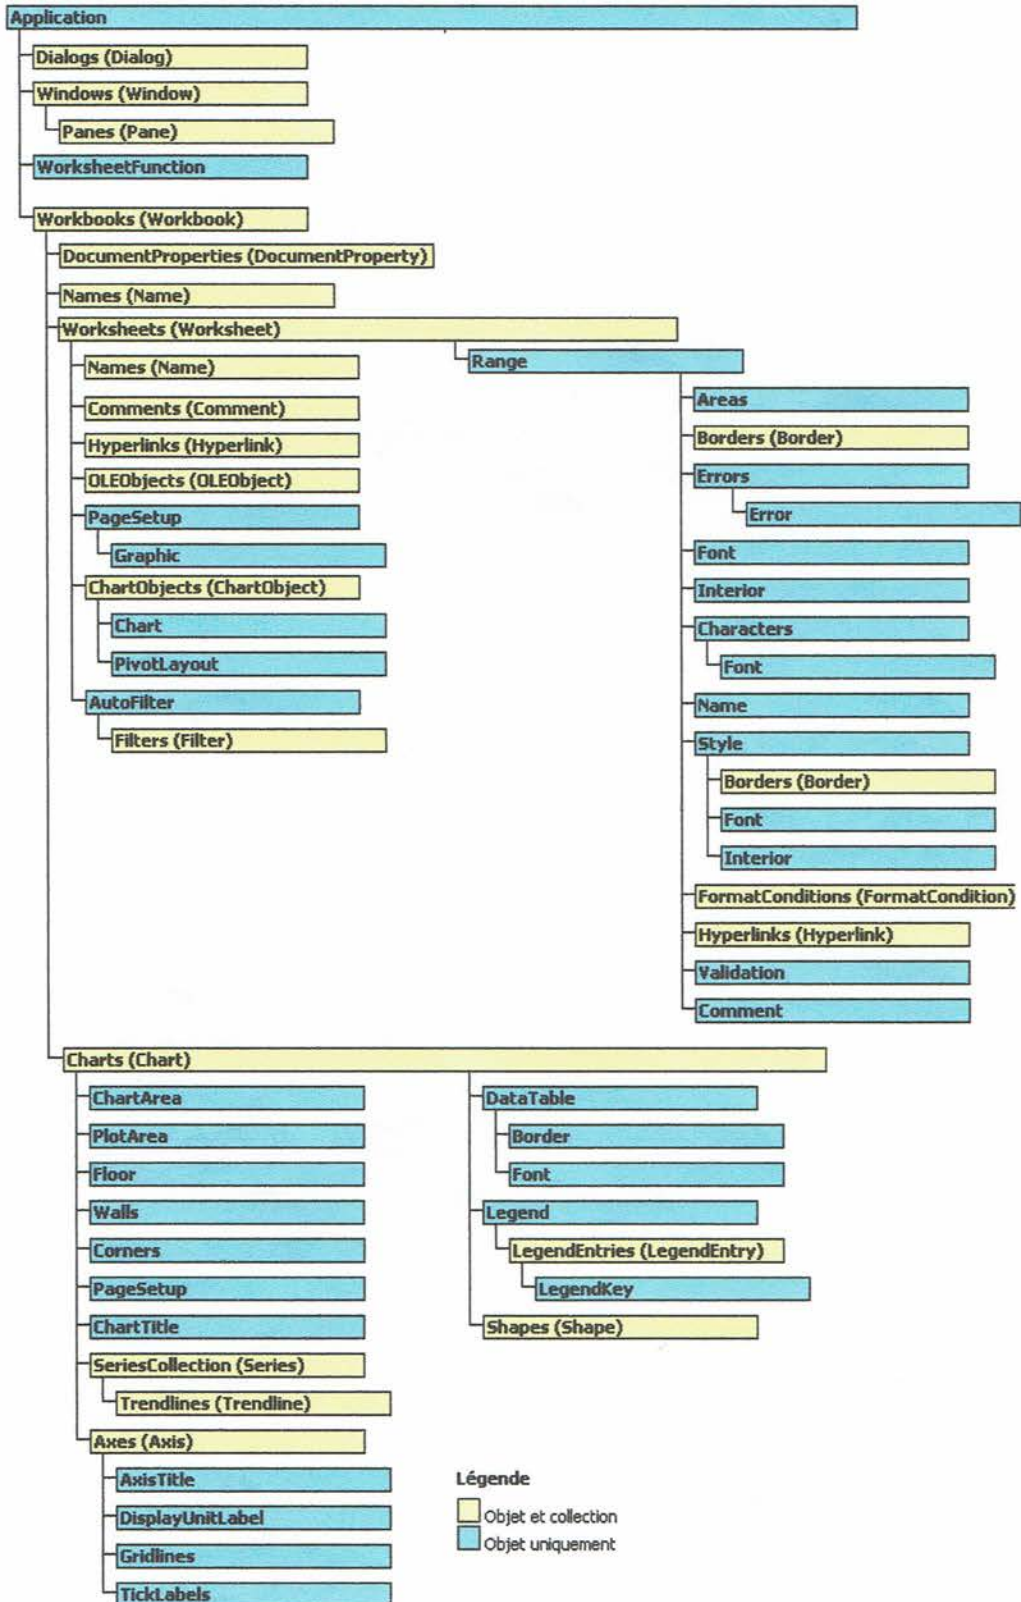 Application
Dialogs (Dialog)
Windows (Window)
Panes (Pane)
WorksheetFunction
Workbooks (Workbook)
DocumentProperties (DocumentProperty)
Names (Name)
Worksheets (Worksheet)
Names (Name)
Comments (Comment)
Hyperlinks (Hyperlink)
OLEObjects (OLEObject)
PageSetup
Graphic
ChartObjects (ChartObject)
Chart
PivotLayout
AutoFilter
Filters (Filter)
Range
Areas
Borders (Border)
Errors
Error
Font
Interior
Characters
Font
Name
Style
Borders (Border)
Font
Interior
FormatConditions (FormatCondition)
Hyperlinks (Hyperlink)
Validation
Comment
Charts (Chart)
ChartArea
PlotArea
Floor
Walls
Corners
PageSetup
ChartTitle
SeriesCollection (Series)
Trendlines (Trendline)
Axes (Axis)
AxisTitle
DisplayUnitLabel
Gridlines
TickLabels
DataTable
Border
Font
Legend
LegendEntries (LegendEntry)
LegendKey
Shapes (Shape)
Légende
Objet et collection
Objet uniquement